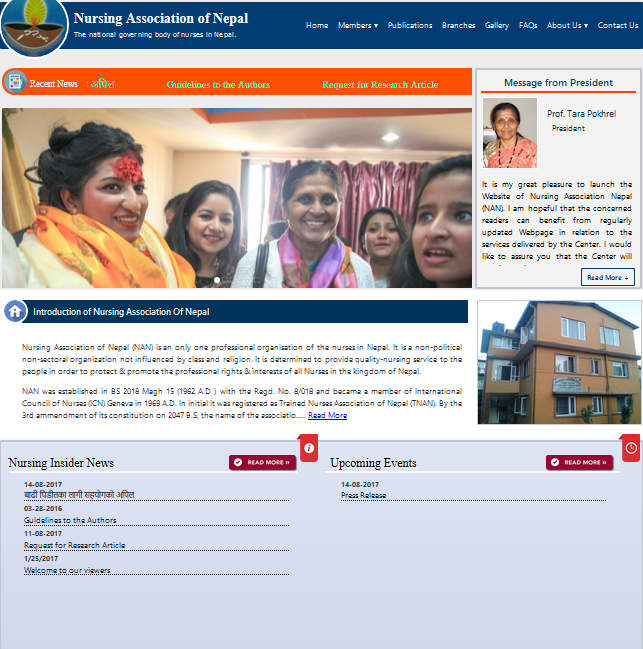 Nursing Association of Nepal
The national governing body of nurses in Nepal.
Home Members ▾ Publications Branches Gallery FAQs About Us ▾ Contact Us
Recent News अपिल Guidelines to the Authors Request for Research Article
Message from President
Prof. Tara Pokhrel
President
It is my great pleasure to launch the
Website of Nursing Association Nepal
(NAN). I am hopeful that the concerned
readers can benefit from regularly
updated Webpage in relation to the
services delivered by the Center. I would
like to assure you that the Center will
Read More +
Introduction of Nursing Association Of Nepal
Nursing Association of Nepal (NAN) is an only one professional organisation of the nurses in Nepal. It is a non-political
non-sectoral organization not influenced by class and religion. It is determined to provide quality-nursing service to the
people in order to protect & promote the professional rights & interests of all Nurses in the kingdom of Nepal.
NAN was established in BS 2018 Magh 15 (1962 A.D ) with the Regd. No. 8/018 and became a member of International
Council of Nurses (ICN) Geneva in 1969 A.D. In initial it was registered as Trained Nurses Association of Nepal (TNAN). By the
3rd ammendment of its constitution on 2047 B.S, the name of the associatio..... Read More
Nursing Insider News
READ MORE »
14-08-2017
बाढी पिडीतका लागी सहयोगको अपिल
03-28-2016
Guidelines to the Authors
11-08-2017
Request for Research Article
1/25/2017
Welcome to our viewers
Upcoming Events
READ MORE »
14-08-2017
Press Release